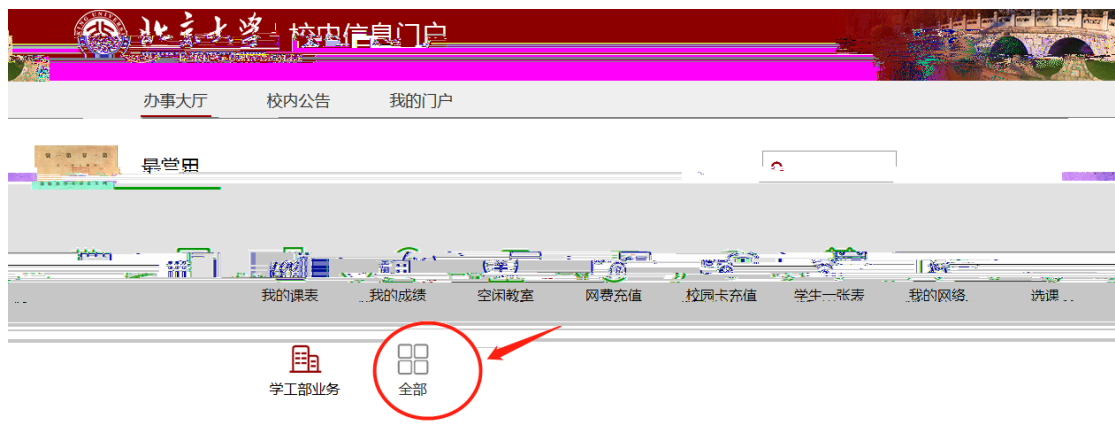 北京大学 校内信息门户
办事大厅 校内公告 我的门户
最常用
我的课表 我的成绩 空闲教室 网费充值 校园卡充值 学生一张表 我的网络 选课
学工部业务 全部